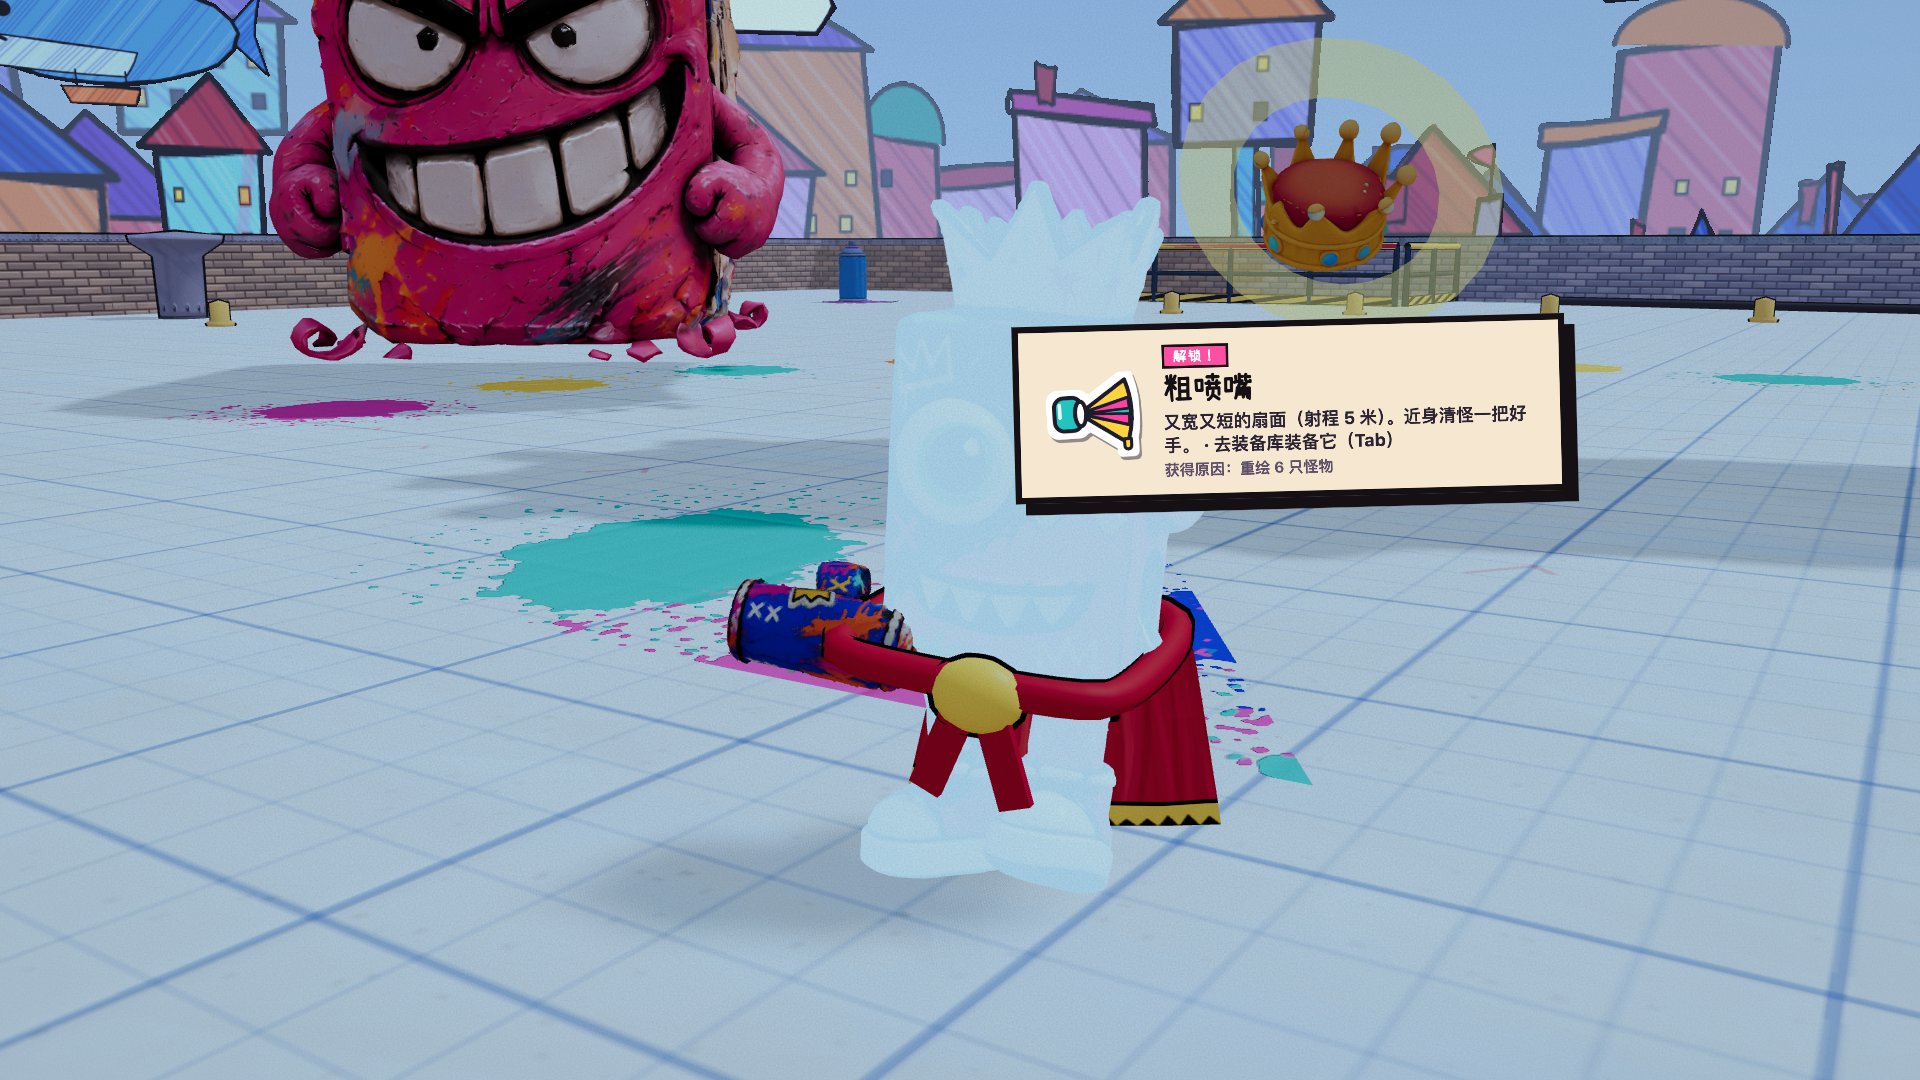 解锁！
粗喷嘴
又宽又短的扇面（射程 5 米）。近身清怪一把好
手。 · 去装备库装备它（Tab）
获得原因：重绘 6 只怪物